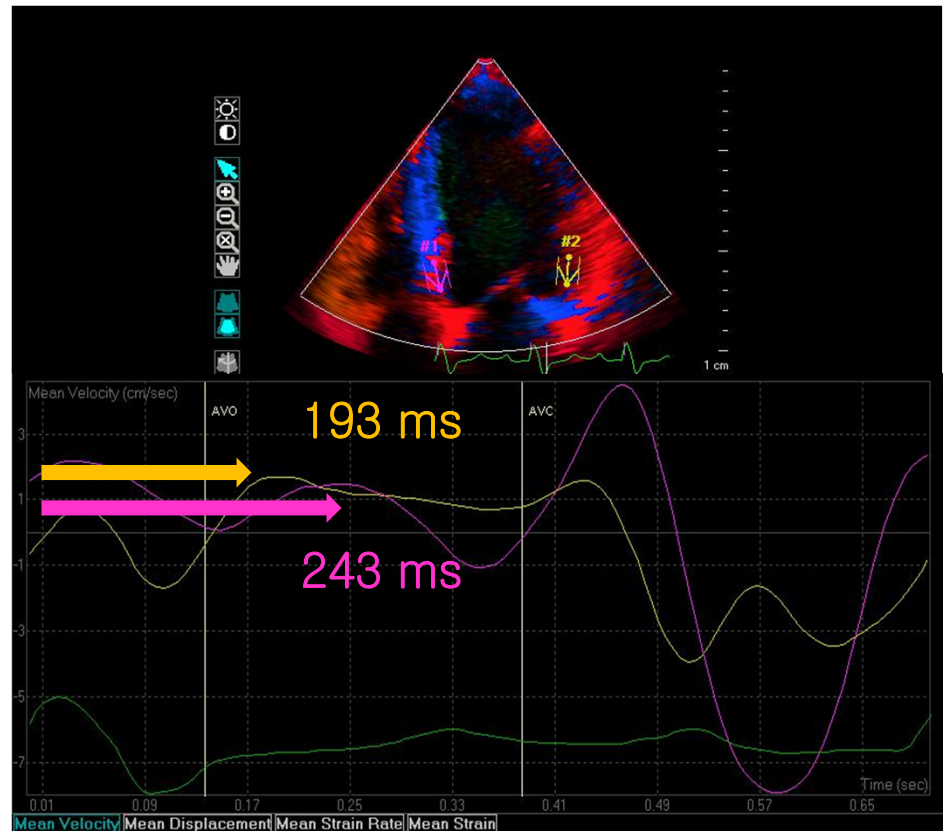 #1
#2
1 cm
Mean Velocity (cm/sec)
AVO
193 ms
AVC
3
1
-1
243 ms
-3
-5
-7
Time (sec)
0.01 0.09 0.17 0.25 0.33 0.41 0.49 0.57 0.65
Mean Velocity Mean Displacement Mean Strain Rate Mean Strain